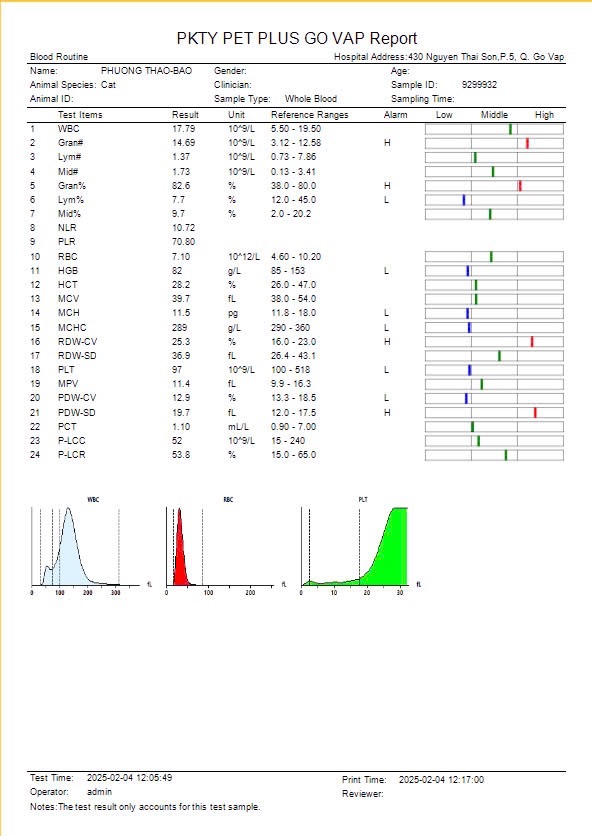 PKTY PET PLUS GO VAP Report
Blood Routine Hospital Address:430 Nguyen Thai Son,P.5, Q. Go Vap
Name: PHUONG THAO-BAO Gender: Age:
Animal Species: Cat Clinician: Sample ID: 9299932
Animal ID: Sample Type: Whole Blood Sampling Time:
Test Items Result Unit Reference Ranges Alarm Low Middle High
1 WBC 17.79 10^9/L 5.50 - 19.50
2 Gran# 14.69 10^9/L 3.12 - 12.58 H
3 Lym# 1.37 10^9/L 0.73 - 7.86
4 Mid# 1.73 10^9/L 0.13 - 3.41
5 Gran% 82.6 % 38.0 - 80.0 H
6 Lym% 7.7 % 12.0 - 45.0 L
7 Mid% 9.7 % 2.0 - 20.2
8 NLR 10.72
9 PLR 70.80
10 RBC 7.10 10^12/L 4.60 - 10.20
11 HGB 82 g/L 85 - 153 L
12 HCT 28.2 % 26.0 - 47.0
13 MCV 39.7 fL 38.0 - 54.0
14 MCH 11.5 pg 11.8 - 18.0 L
15 MCHC 289 g/L 290 - 360 L
16 RDW-CV 25.3 % 16.0 - 23.0 H
17 RDW-SD 36.9 fL 26.4 - 43.1
18 PLT 97 10^9/L 100 - 518 L
19 MPV 11.4 fL 9.9 - 16.3
20 PDW-CV 12.9 % 13.3 - 18.5 L
21 PDW-SD 19.7 fL 12.0 - 17.5 H
22 PCT 1.10 mL/L 0.90 - 7.00
23 P-LCC 52 10^9/L 15 - 240
24 P-LCR 53.8 % 15.0 - 65.0
WBC RBC PLT
0 100 200 300 fL 0 100 200 fL 0 10 20 30 fL
Test Time: 2025-02-04 12:05:49 Print Time: 2025-02-04 12:17:00
Operator: admin Reviewer:
Notes:The test result only accounts for this test sample.